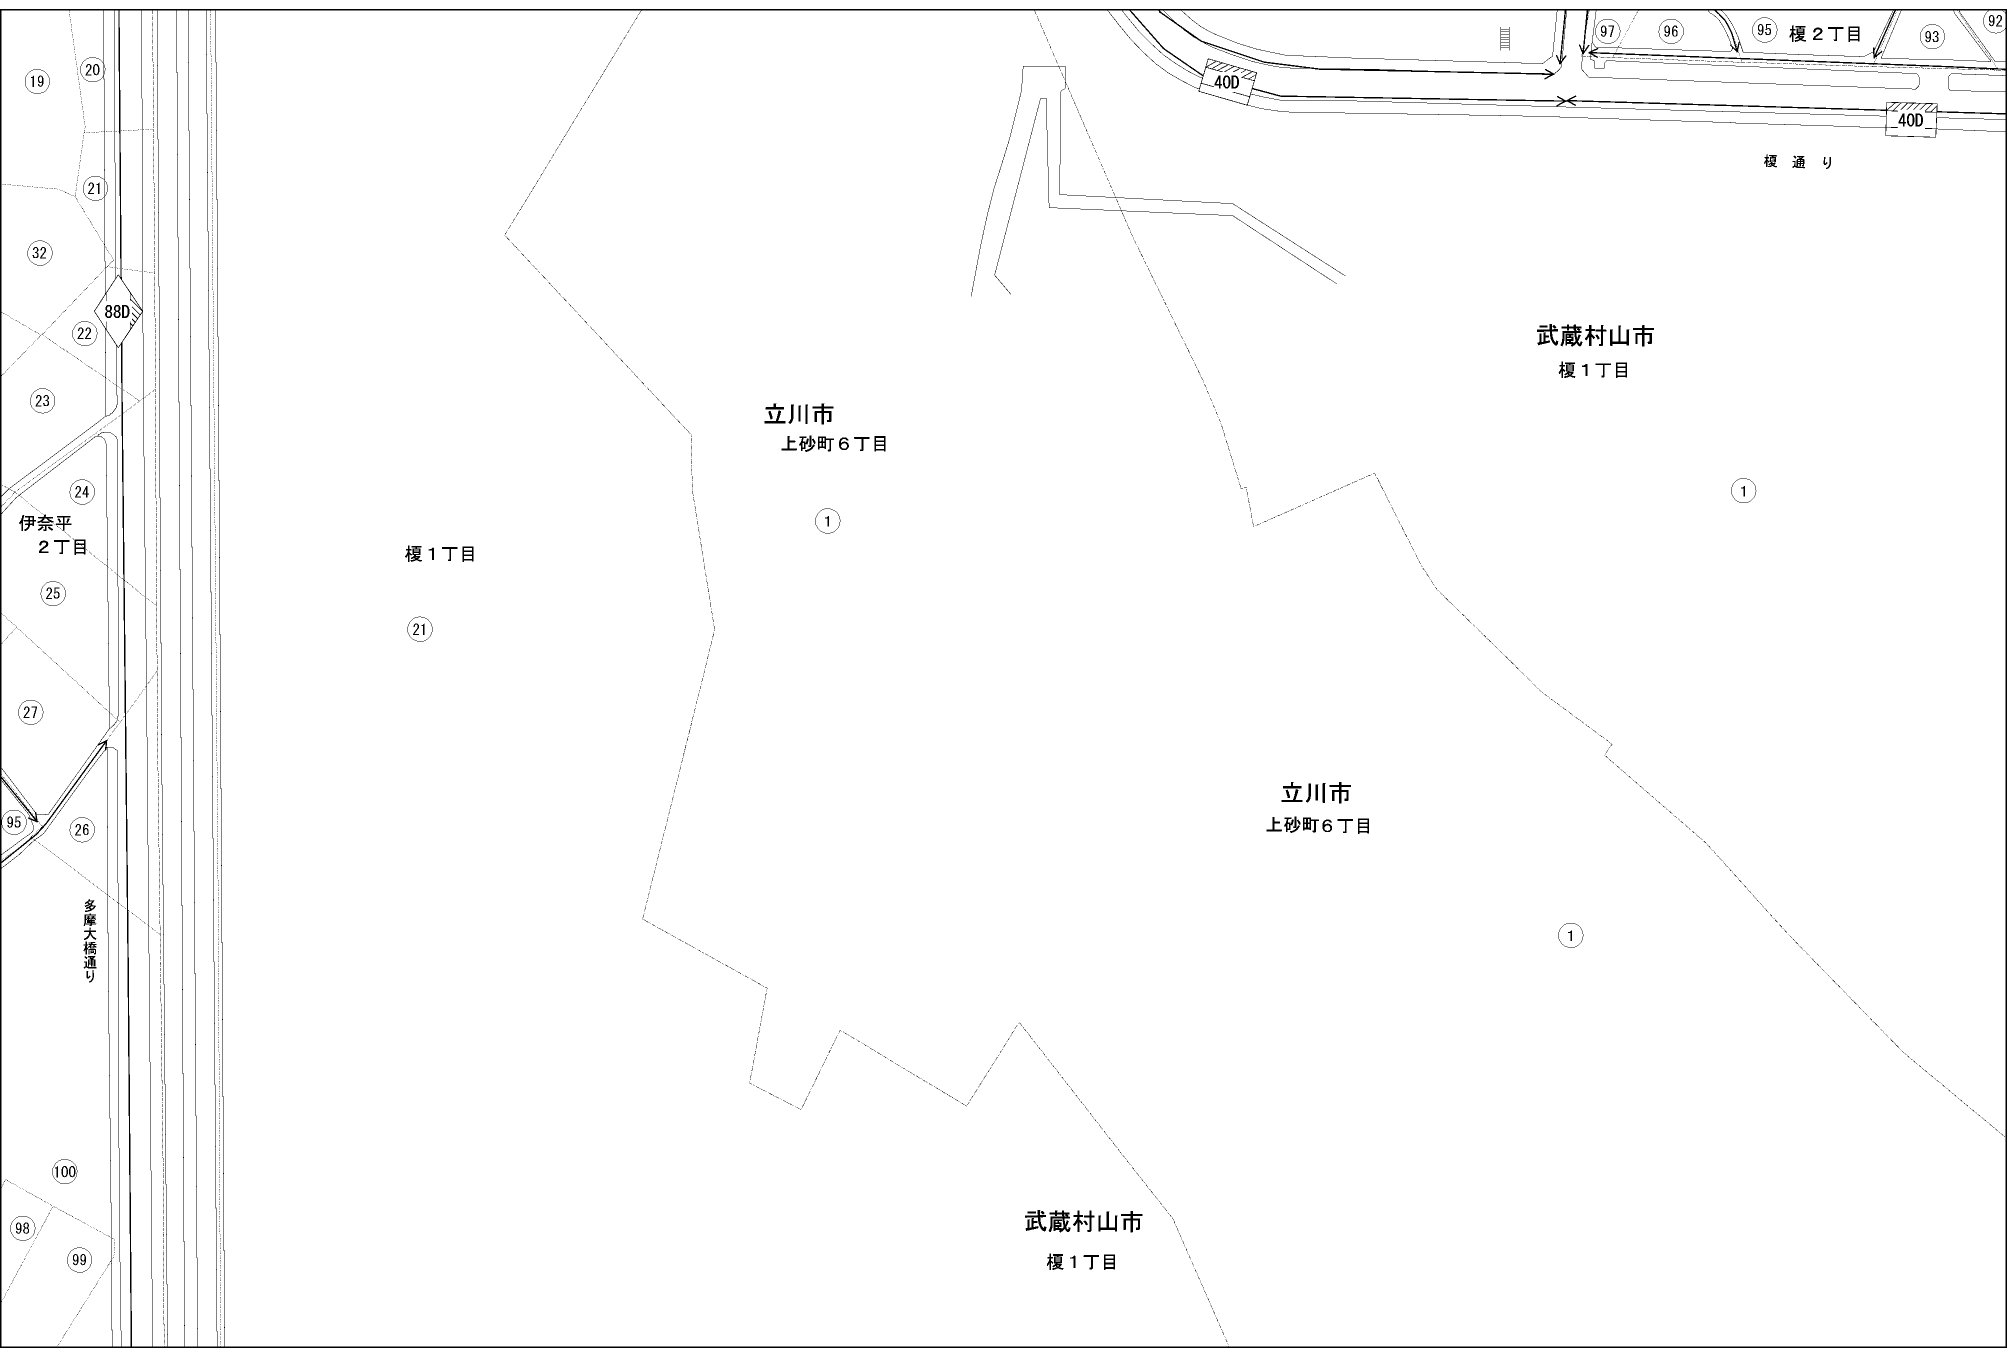 92
97
96
95
榎２丁目
93
19
20
40D
40D
榎通り
21
32
88D
22
武蔵村山市
榎１丁目
23
立川市
上砂町６丁目
24
1
1
伊奈平
２丁目
榎１丁目
25
21
27
立川市
上砂町６丁目
95
26
多摩大橋通り
1
100
98
武蔵村山市
99
榎１丁目